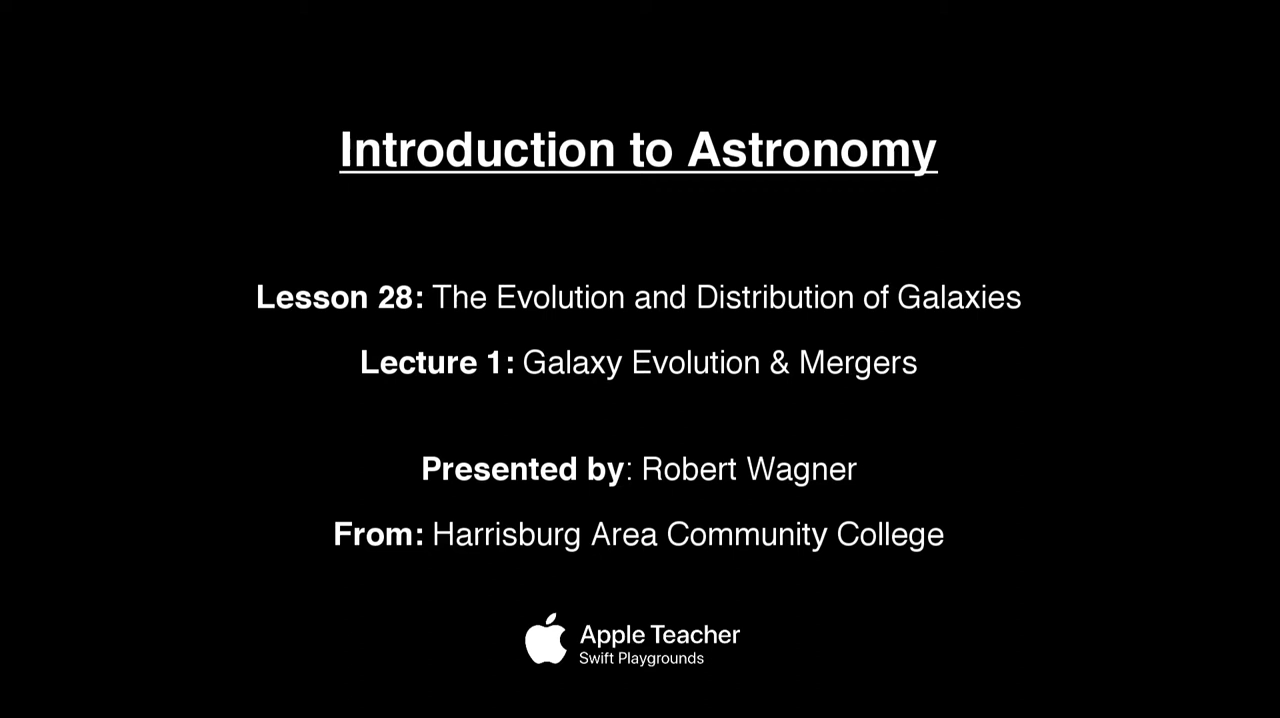 Introduction to Astronomy
Lesson 28: The Evolution and Distribution of Galaxies
Lecture 1: Galaxy Evolution & Mergers
Presented by: Robert Wagner
From: Harrisburg Area Community College
Apple Teacher
Swift Playgrounds